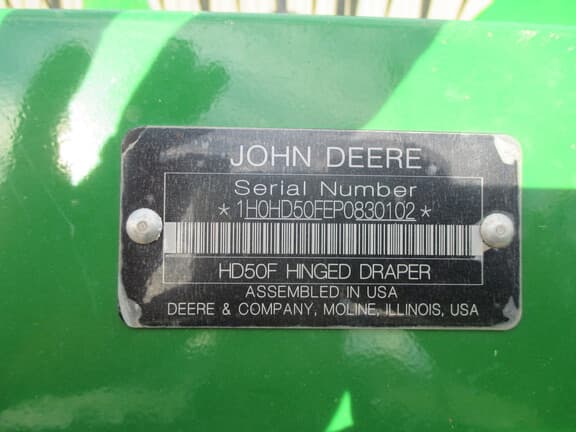 JOHN DEERE
Serial Number
*1H0HD50FEP0830102*
HD50F HINGED DRAPER
ASSEMBLED IN USA
DEERE & COMPANY, MOLINE, ILLINOIS, USA